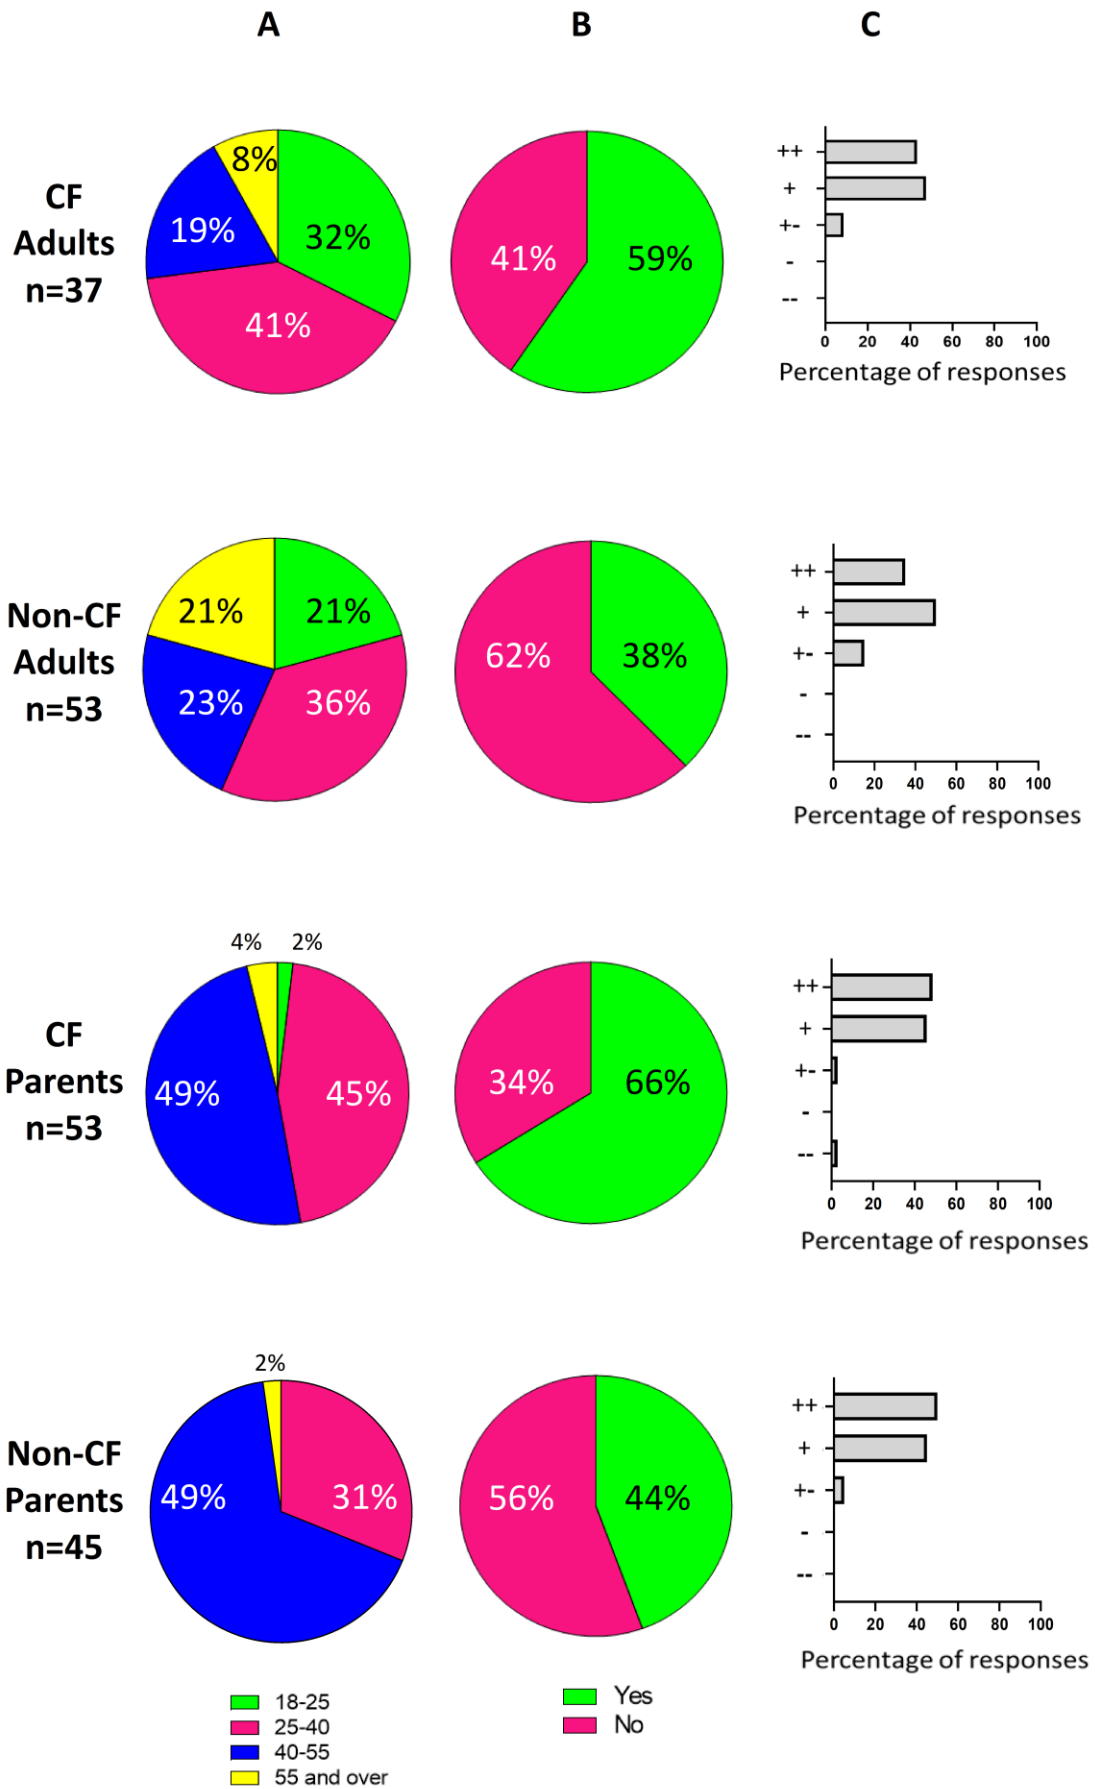 A
B
C
CF
Adults
n=37
8%
19%
32%
41%
41%
59%
++
+
+-
-
--
0 20 40 60 80 100
Percentage of responses
Non-CF
Adults
n=53
21%
21%
23%
36%
62%
38%
++
+
+-
-
--
0 20 40 60 80 100
Percentage of responses
CF
Parents
n=53
4%
2%
49%
45%
34%
66%
++
+
+-
-
--
0 20 40 60 80 100
Percentage of responses
Non-CF
Parents
n=45
2%
49%
31%
56%
44%
++
+
+-
-
--
0 20 40 60 80 100
Percentage of responses
18-25
25-40
40-55
55 and over
Yes
No